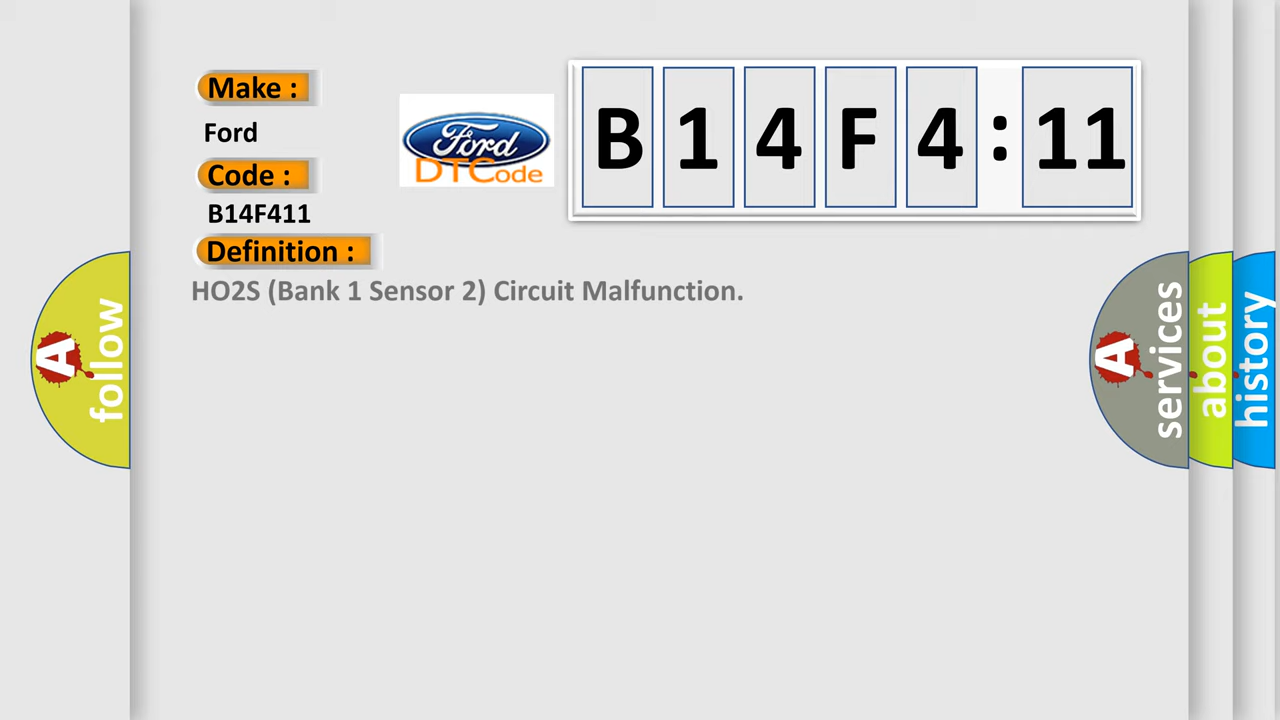 Make :
Ford
Code :
B14F411
Definition :
HO2S (Bank 1 Sensor 2) Circuit Malfunction.
Ford
DTCode
B 1 4 F 4 : 11
A follow
A services
about
history